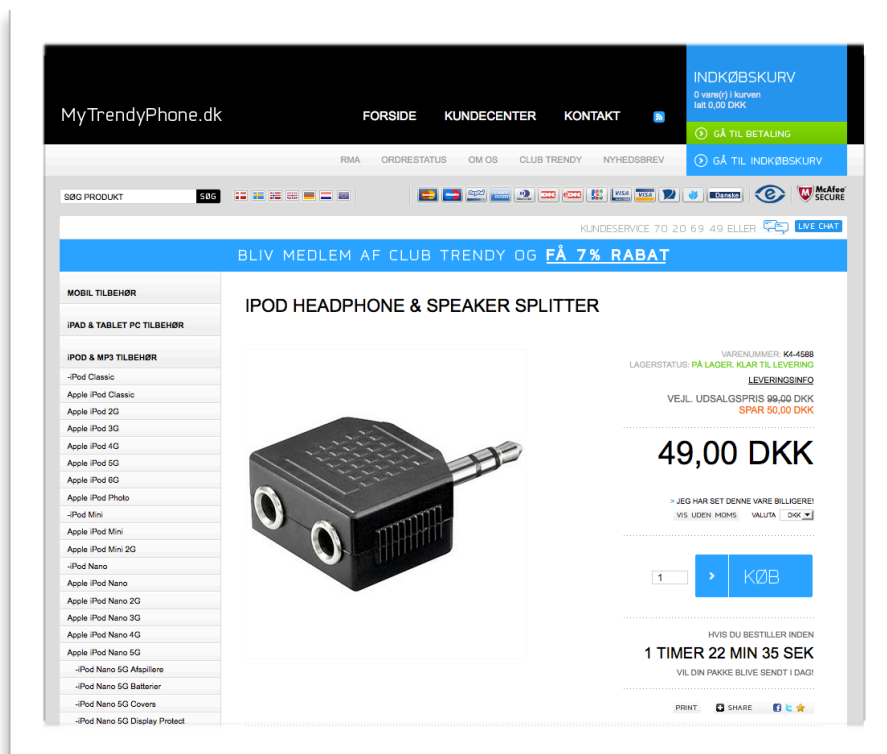 INDKØBSKURV
0 vare(r) i kurven
Ialt 0,00 DKK
MyTrendyPhone.dk
FORSIDE KUNDECENTER KONTAKT
GÅ TIL BETALING
RMA ORDRESTATUS OM OS CLUB TRENDY NYHEDSBREV
GÅ TIL INDKØBSKURV
SØG PRODUKT SØG
PayPal VISA VISA Danske McAfee SECURE
KUNDESERVICE 70 20 69 49 ELLER LIVE CHAT
BLIV MEDLEM AF CLUB TRENDY OG FÅ 7% RABAT
MOBIL TILBEHØR
iPAD & TABLET PC TILBEHØR
iPOD & MP3 TILBEHØR
-iPod Classic
Apple iPod Classic
Apple iPod 2G
Apple iPod 3G
Apple iPod 4G
Apple iPod 5G
Apple iPod 6G
Apple iPod Photo
-iPod Mini
Apple iPod Mini
Apple iPod Mini 2G
-iPod Nano
Apple iPod Nano
Apple iPod Nano 2G
Apple iPod Nano 3G
Apple iPod Nano 4G
Apple iPod Nano 5G
-iPod Nano 5G Afspillere
-iPod Nano 5G Batterier
-iPod Nano 5G Covers
-iPod Nano 5G Display Protect
IPOD HEADPHONE & SPEAKER SPLITTER
VARENUMMER: K4-4588
LAGERSTATUS: PÅ LAGER. KLAR TIL LEVERING
LEVERINGSINFO
VEJL. UDSALGSPRIS 99,00 DKK
SPAR 50,00 DKK
49,00 DKK
> JEG HAR SET DENNE VARE BILLIGERE!
VIS UDEN MOMS VALUTA DKK
1 KØB
HVIS DU BESTILLER INDEN
1 TIMER 22 MIN 35 SEK
VIL DIN PAKKE BLIVE SENDT I DAG!
PRINT SHARE